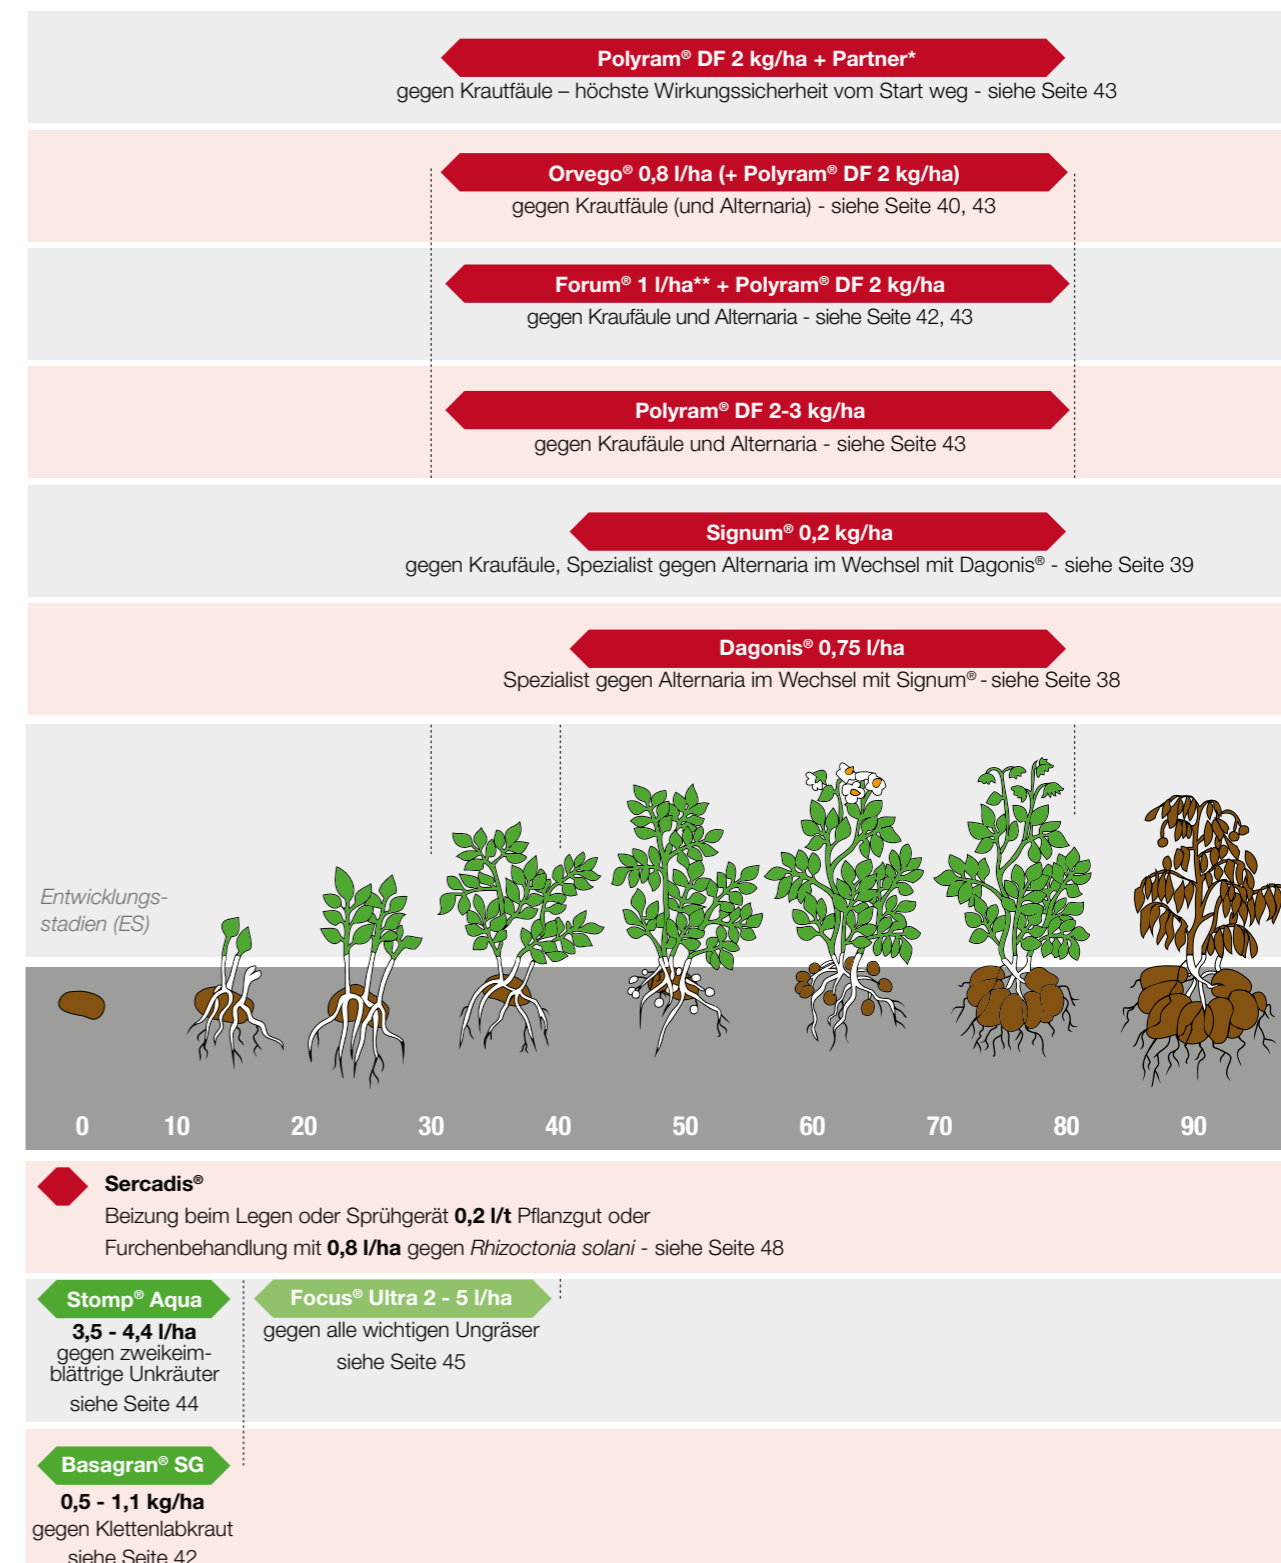 Polyram® DF 2 kg/ha + Partner*
gegen Krautfäule – höchste Wirkungssicherheit vom Start weg - siehe Seite 43
Orvego® 0,8 l/ha (+ Polyram® DF 2 kg/ha)
gegen Krautfäule (und Alternaria) - siehe Seite 40, 43
Forum® 1 l/ha** + Polyram® DF 2 kg/ha
gegen Kraufäule und Alternaria - siehe Seite 42, 43
Polyram® DF 2-3 kg/ha
gegen Kraufäule und Alternaria - siehe Seite 43
Signum® 0,2 kg/ha
gegen Kraufäule, Spezialist gegen Alternaria im Wechsel mit Dagonis® - siehe Seite 39
Dagonis® 0,75 l/ha
Spezialist gegen Alternaria im Wechsel mit Signum® - siehe Seite 38
Entwicklungs-
stadien (ES)
0 10 20 30 40 50 60 70 80 90
Sercadis®
Beizung beim Legen oder Sprühgerät 0,2 l/t Pflanzgut oder
Furchenbehandlung mit 0,8 l/ha gegen Rhizoctonia solani - siehe Seite 48
Stomp® Aqua
3,5 - 4,4 l/ha
gegen zweikeim-
blättrige Unkräuter
siehe Seite 44
Focus® Ultra 2 - 5 l/ha
gegen alle wichtigen Ungräser
siehe Seite 45
Basagran® SG
0,5 - 1,1 kg/ha
gegen Klettenlabkraut
siehe Seite 42